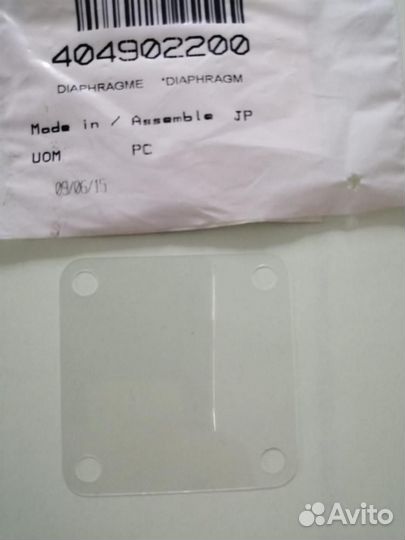 404902200
DIAPHRAGME *DIAPHRAGM
Made in / Assemble JP
UOM PC
09/06/15
Avito